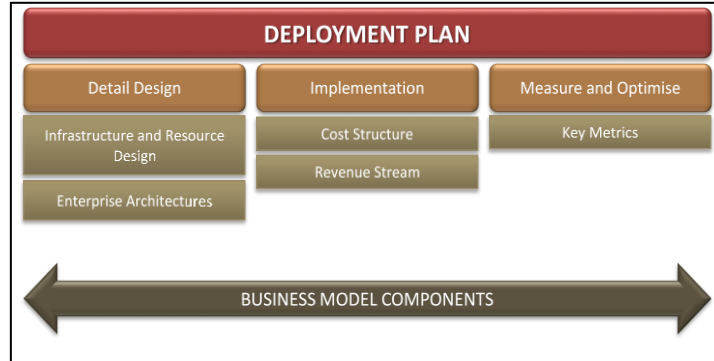 DEPLOYMENT PLAN
Detail Design
Implementation
Measure and Optimise
Infrastructure and Resource
Design
Cost Structure
Key Metrics
Revenue Stream
Enterprise Architectures
BUSINESS MODEL COMPONENTS